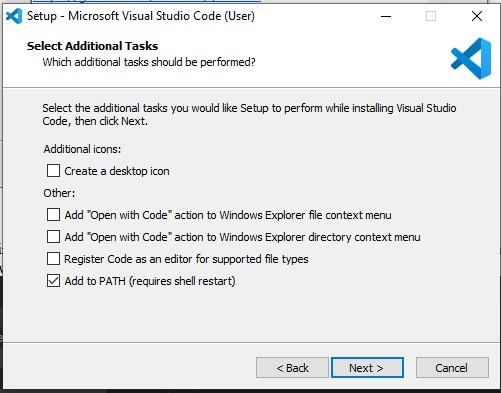 Setup - Microsoft Visual Studio Code (User)
Select Additional Tasks
Which additional tasks should be performed?
Select the additional tasks you would like Setup to perform while installing Visual Studio
Code, then click Next.
Additional icons:
Create a desktop icon
Other:
Add "Open with Code" action to Windows Explorer file context menu
Add "Open with Code" action to Windows Explorer directory context menu
Register Code as an editor for supported file types
Add to PATH (requires shell restart)
< Back
Next >
Cancel